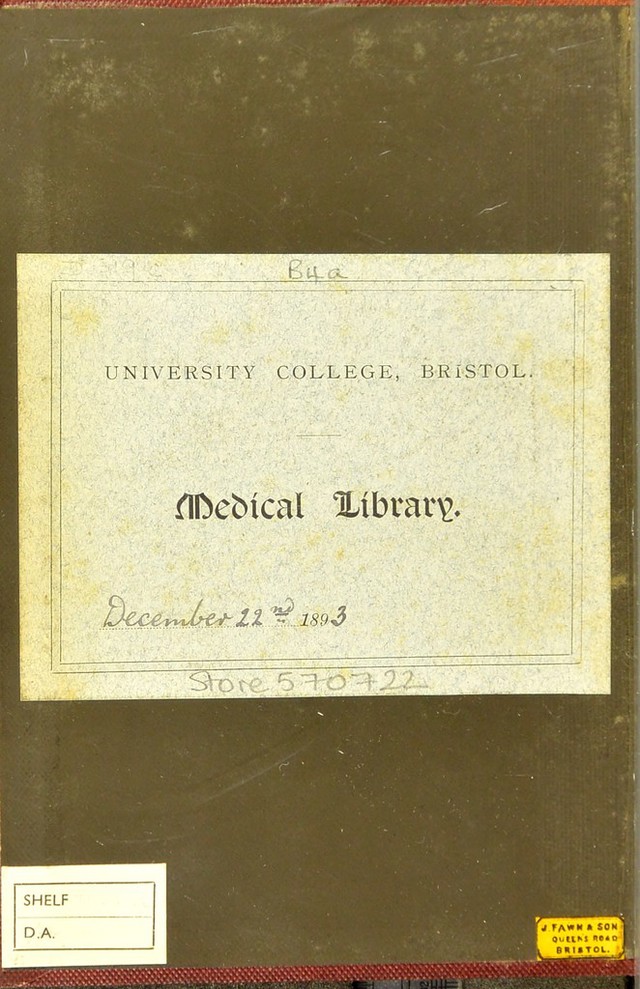 B4a
UNIVERSITY COLLEGE, BRISTOL.
Medical Library.
December 22nd 1893
Store 570722
SHELF
D.A.
J. FAWN & SON
QUEENS ROAD
BRISTOL.